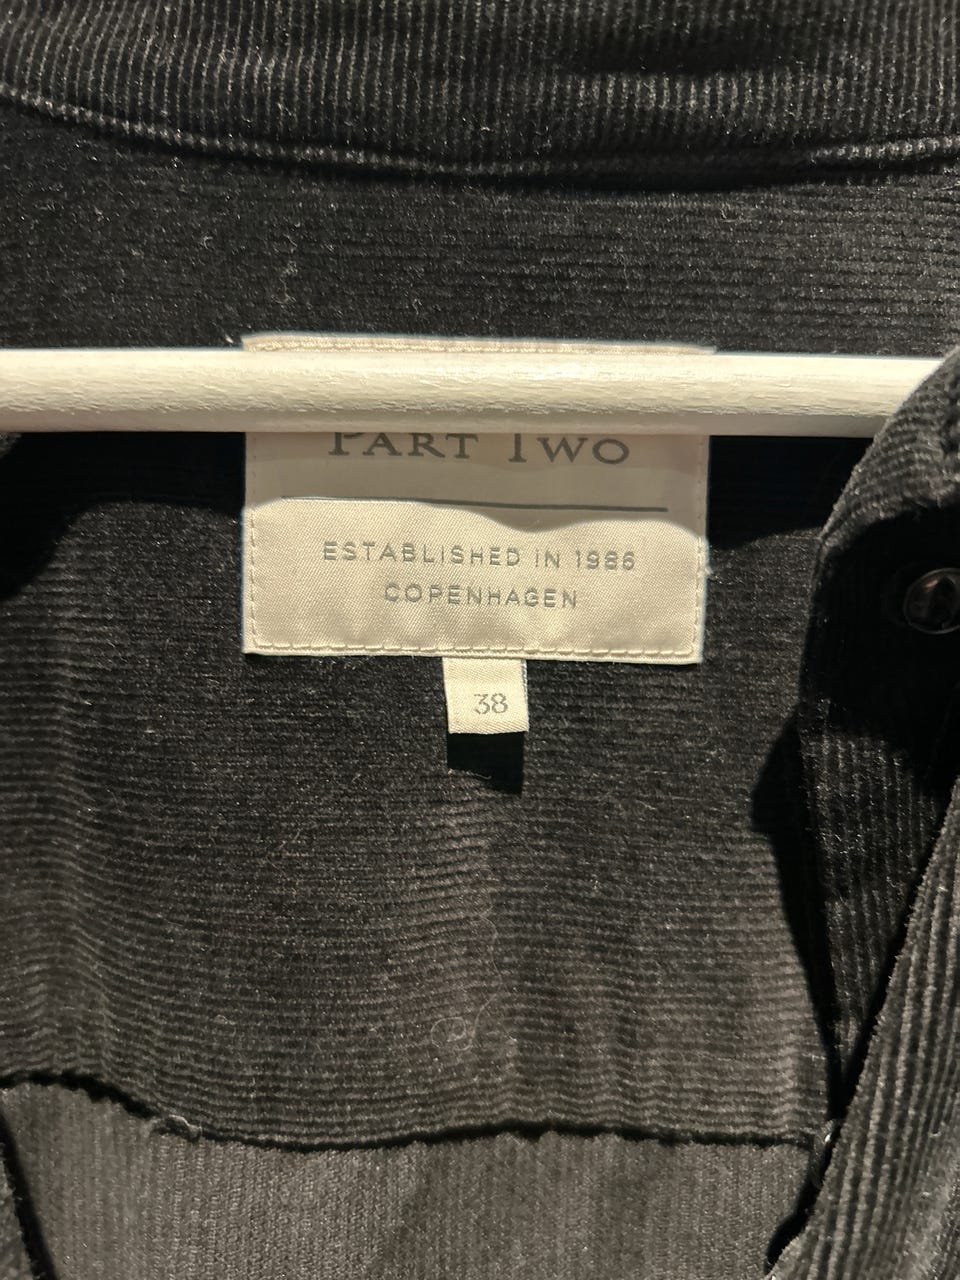 PART TWO
ESTABLISHED IN 1986
COPENHAGEN
38